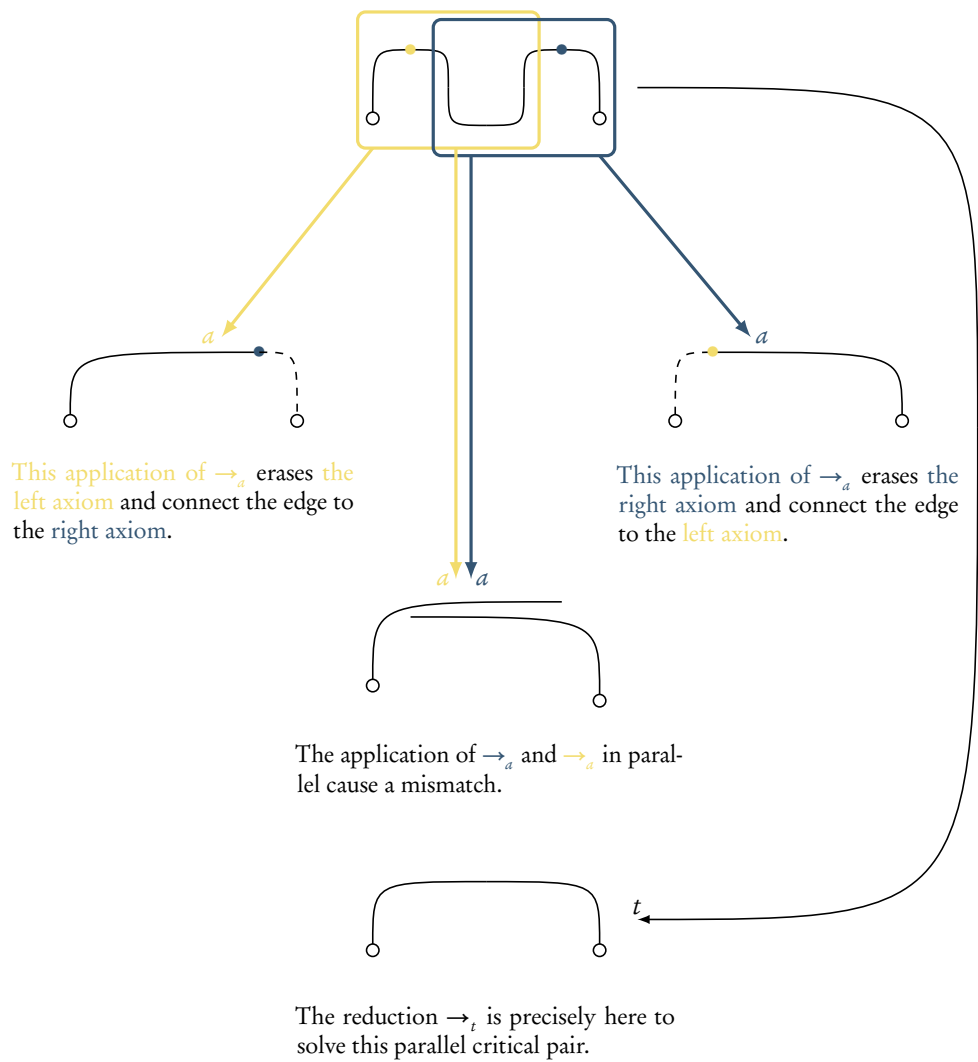 a
a
This application of →ₐ erases the
left axiom and connect the edge to
the right axiom.
This application of →ₐ erases the
right axiom and connect the edge
to the left axiom.
a a
The application of →ₐ and →ₐ in paral-
lel cause a mismatch.
t
The reduction →ₜ is precisely here to
solve this parallel critical pair.